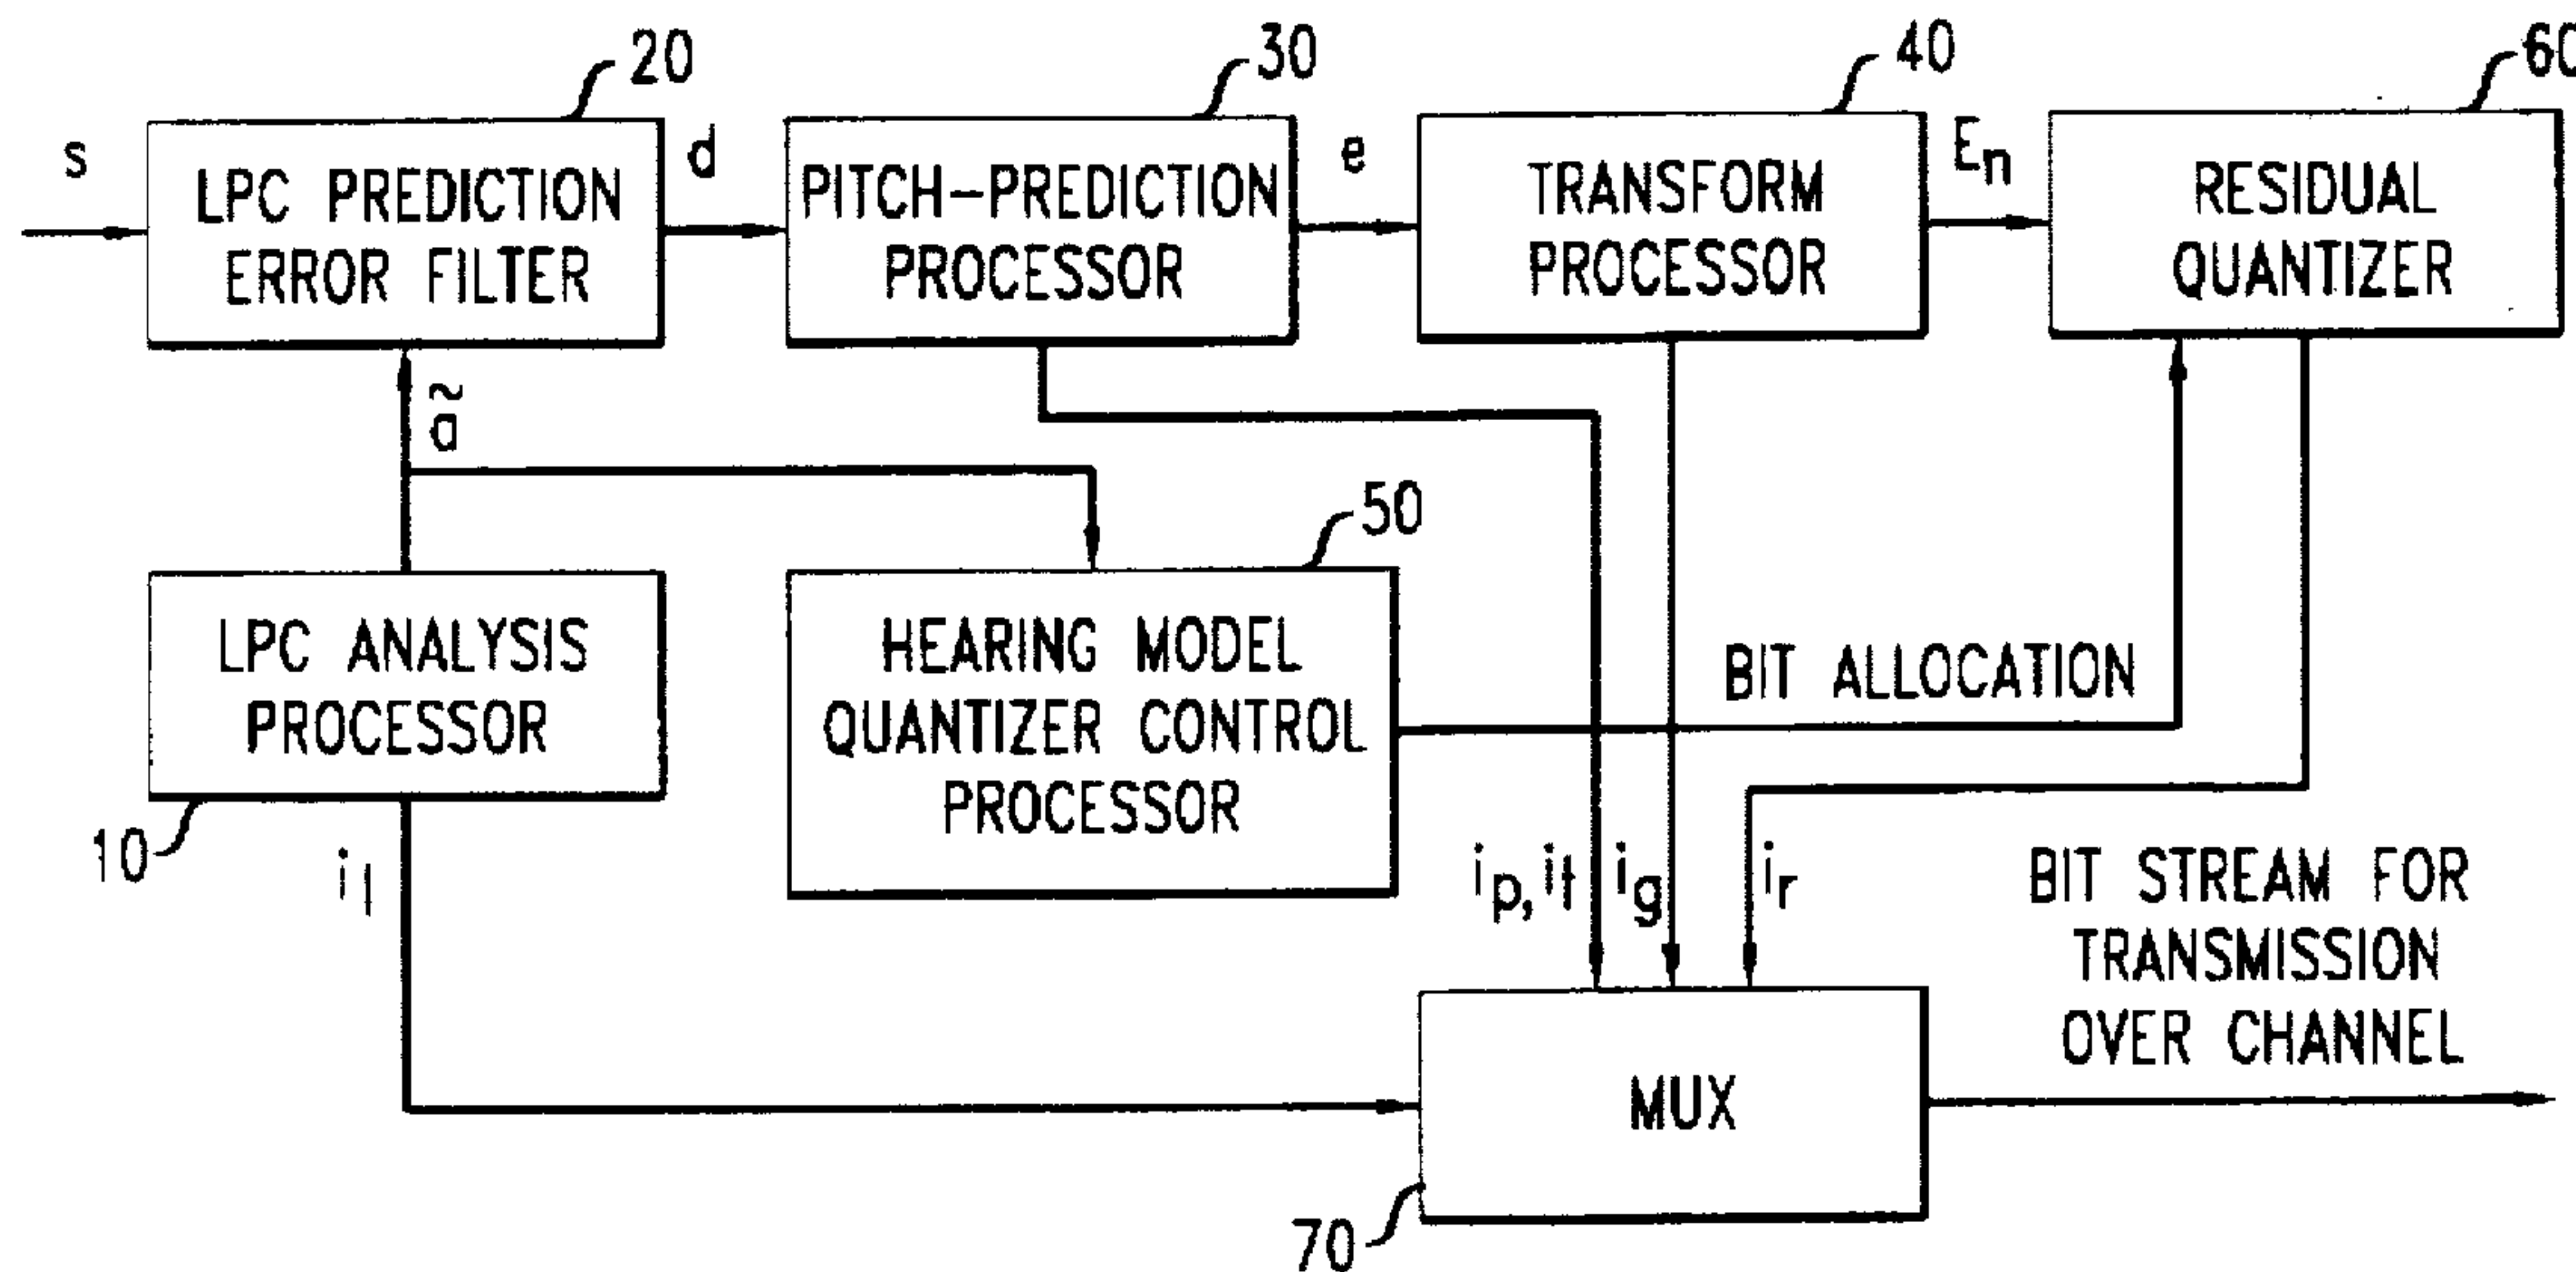 20
30
40
60
s
d
e
Eₙ
LPC PREDICTION
ERROR FILTER
PITCH-PREDICTION
PROCESSOR
TRANSFORM
PROCESSOR
RESIDUAL
QUANTIZER
ã
50
LPC ANALYSIS
PROCESSOR
HEARING MODEL
QUANTIZER CONTROL
PROCESSOR
BIT ALLOCATION
10
iₗ
iₚ, iₜ
i_g
iᵣ
BIT STREAM FOR
TRANSMISSION
OVER CHANNEL
MUX
70